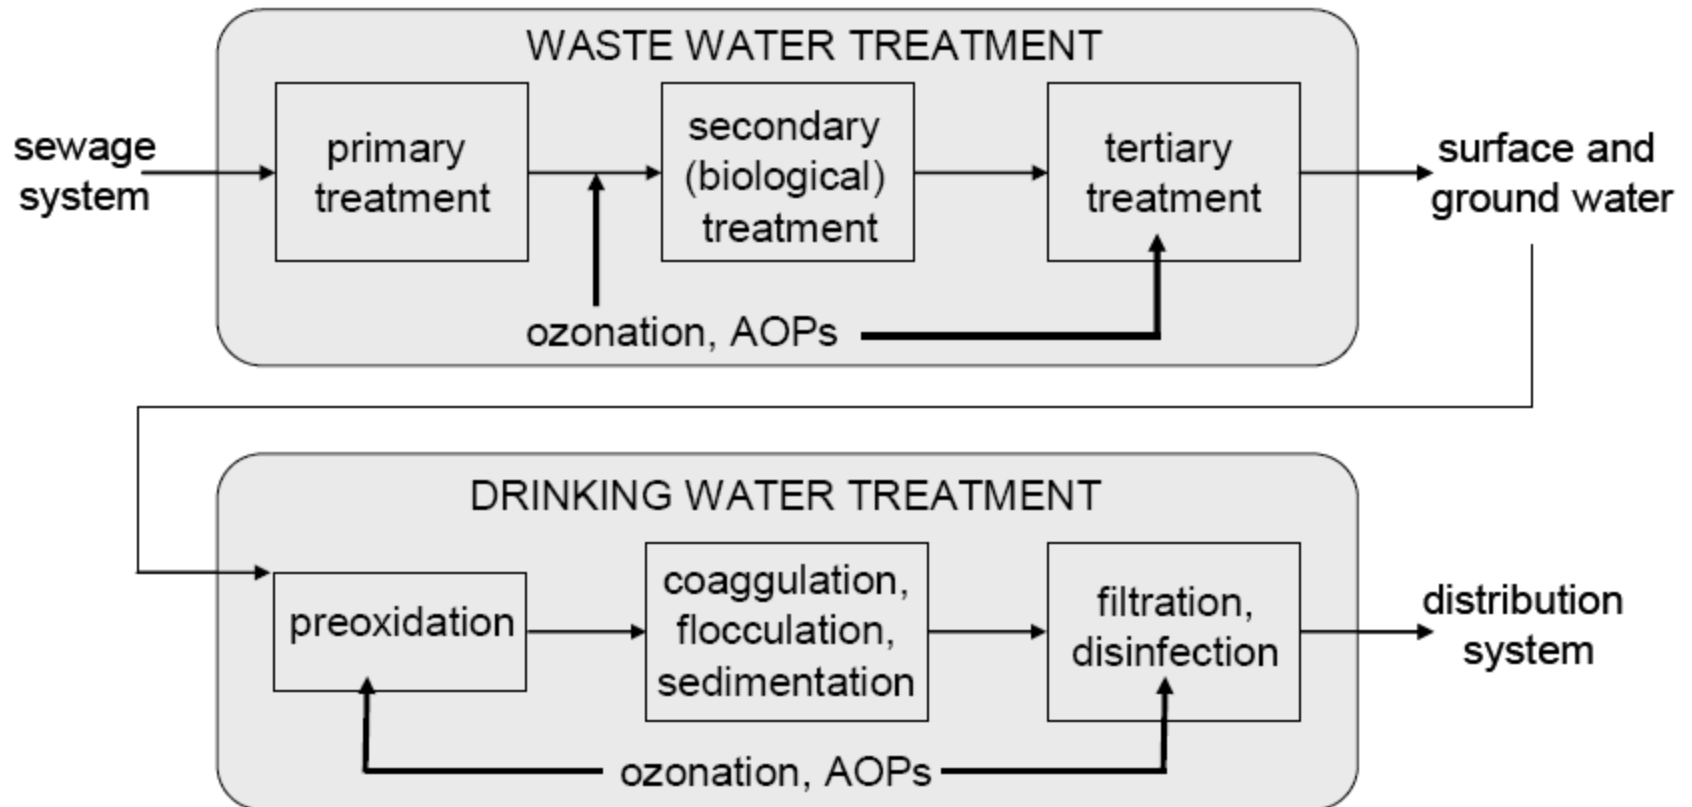 WASTE WATER TREATMENT
sewage
system
primary
treatment
secondary
(biological)
treatment
tertiary
treatment
surface and
ground water
ozonation, AOPs
DRINKING WATER TREATMENT
preoxidation
coaggulation,
flocculation,
sedimentation
filtration,
disinfection
distribution
system
ozonation, AOPs